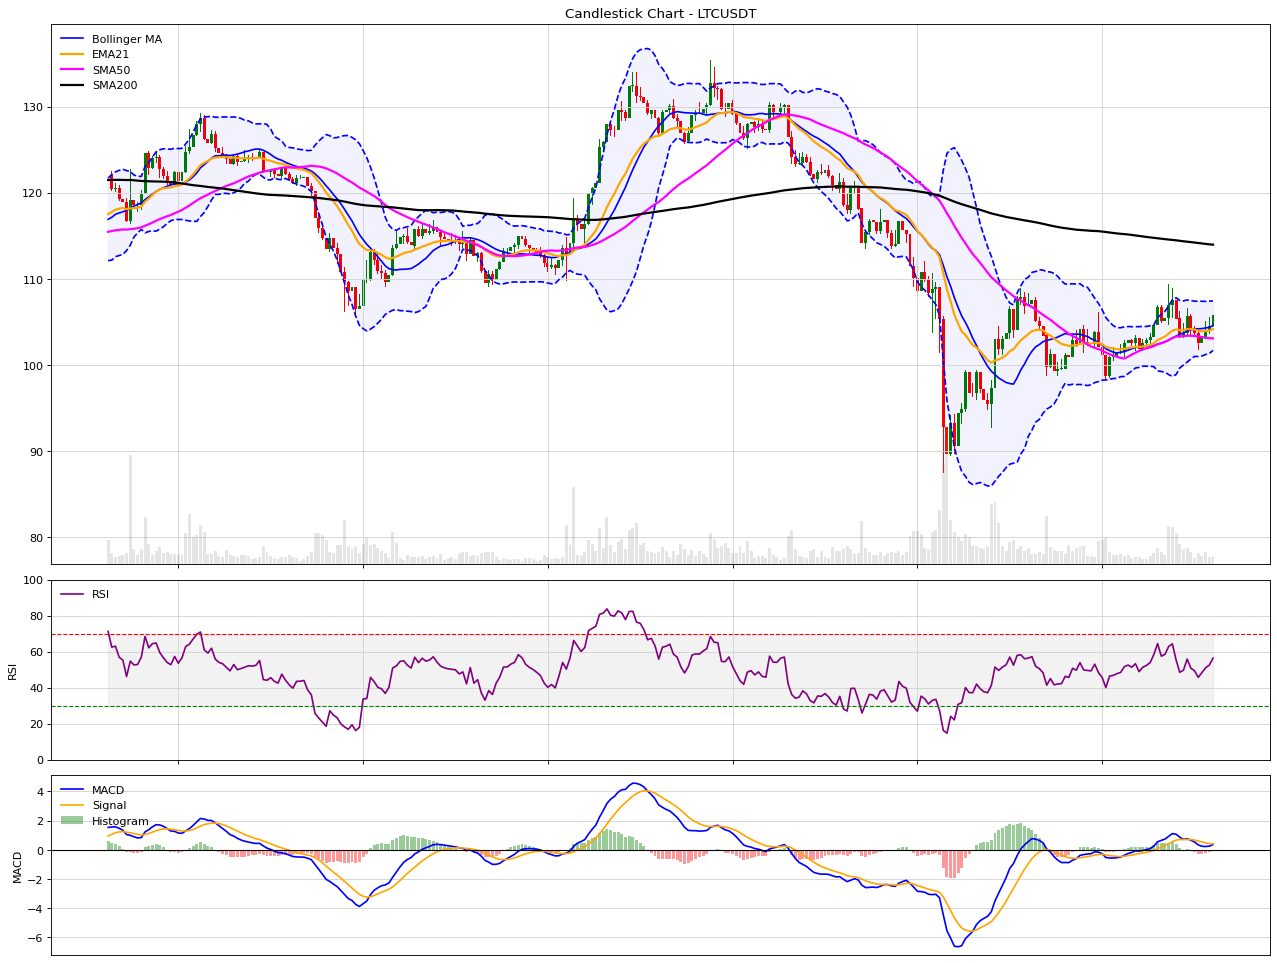 Candlestick Chart - LTCUSDT
Bollinger MA
EMA21
SMA50
SMA200
130
120
110
100
90
80
100
80
60
40
20
0
RSI
RSI
4
2
0
−2
−4
−6
MACD
MACD
Signal
Histogram